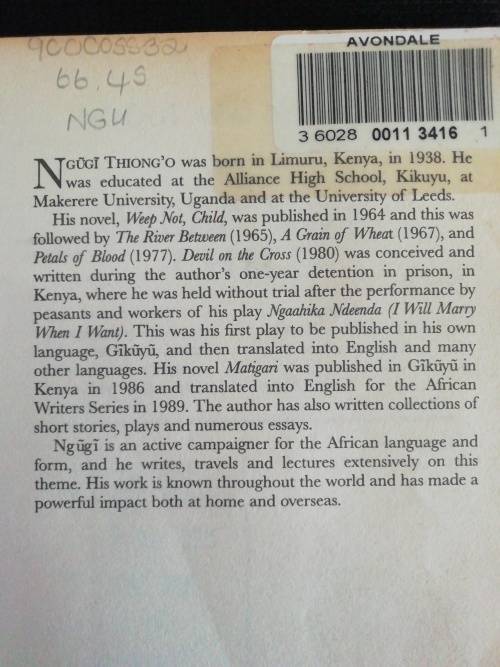 9C0C0SS32
66.4S
NGU
AVONDALE
3 6028 0011 3416 1
NGŨGĨ THIONG'O was born in Limuru, Kenya, in 1938. He
was educated at the Alliance High School, Kikuyu, at
Makerere University, Uganda and at the University of Leeds.
His novel, Weep Not, Child, was published in 1964 and this was
followed by The River Between (1965), A Grain of Wheat (1967), and
Petals of Blood (1977). Devil on the Cross (1980) was conceived and
written during the author's one-year detention in prison, in
Kenya, where he was held without trial after the performance by
peasants and workers of his play Ngaahika Ndeenda (I Will Marry
When I Want). This was his first play to be published in his own
language, Gĩkũyũ, and then translated into English and many
other languages. His novel Matigari was published in Gĩkũyũ in
Kenya in 1986 and translated into English for the African
Writers Series in 1989. The author has also written collections of
short stories, plays and numerous essays.
Ngũgĩ is an active campaigner for the African language and
form, and he writes, travels and lectures extensively on this
theme. His work is known throughout the world and has made a
powerful impact both at home and overseas.